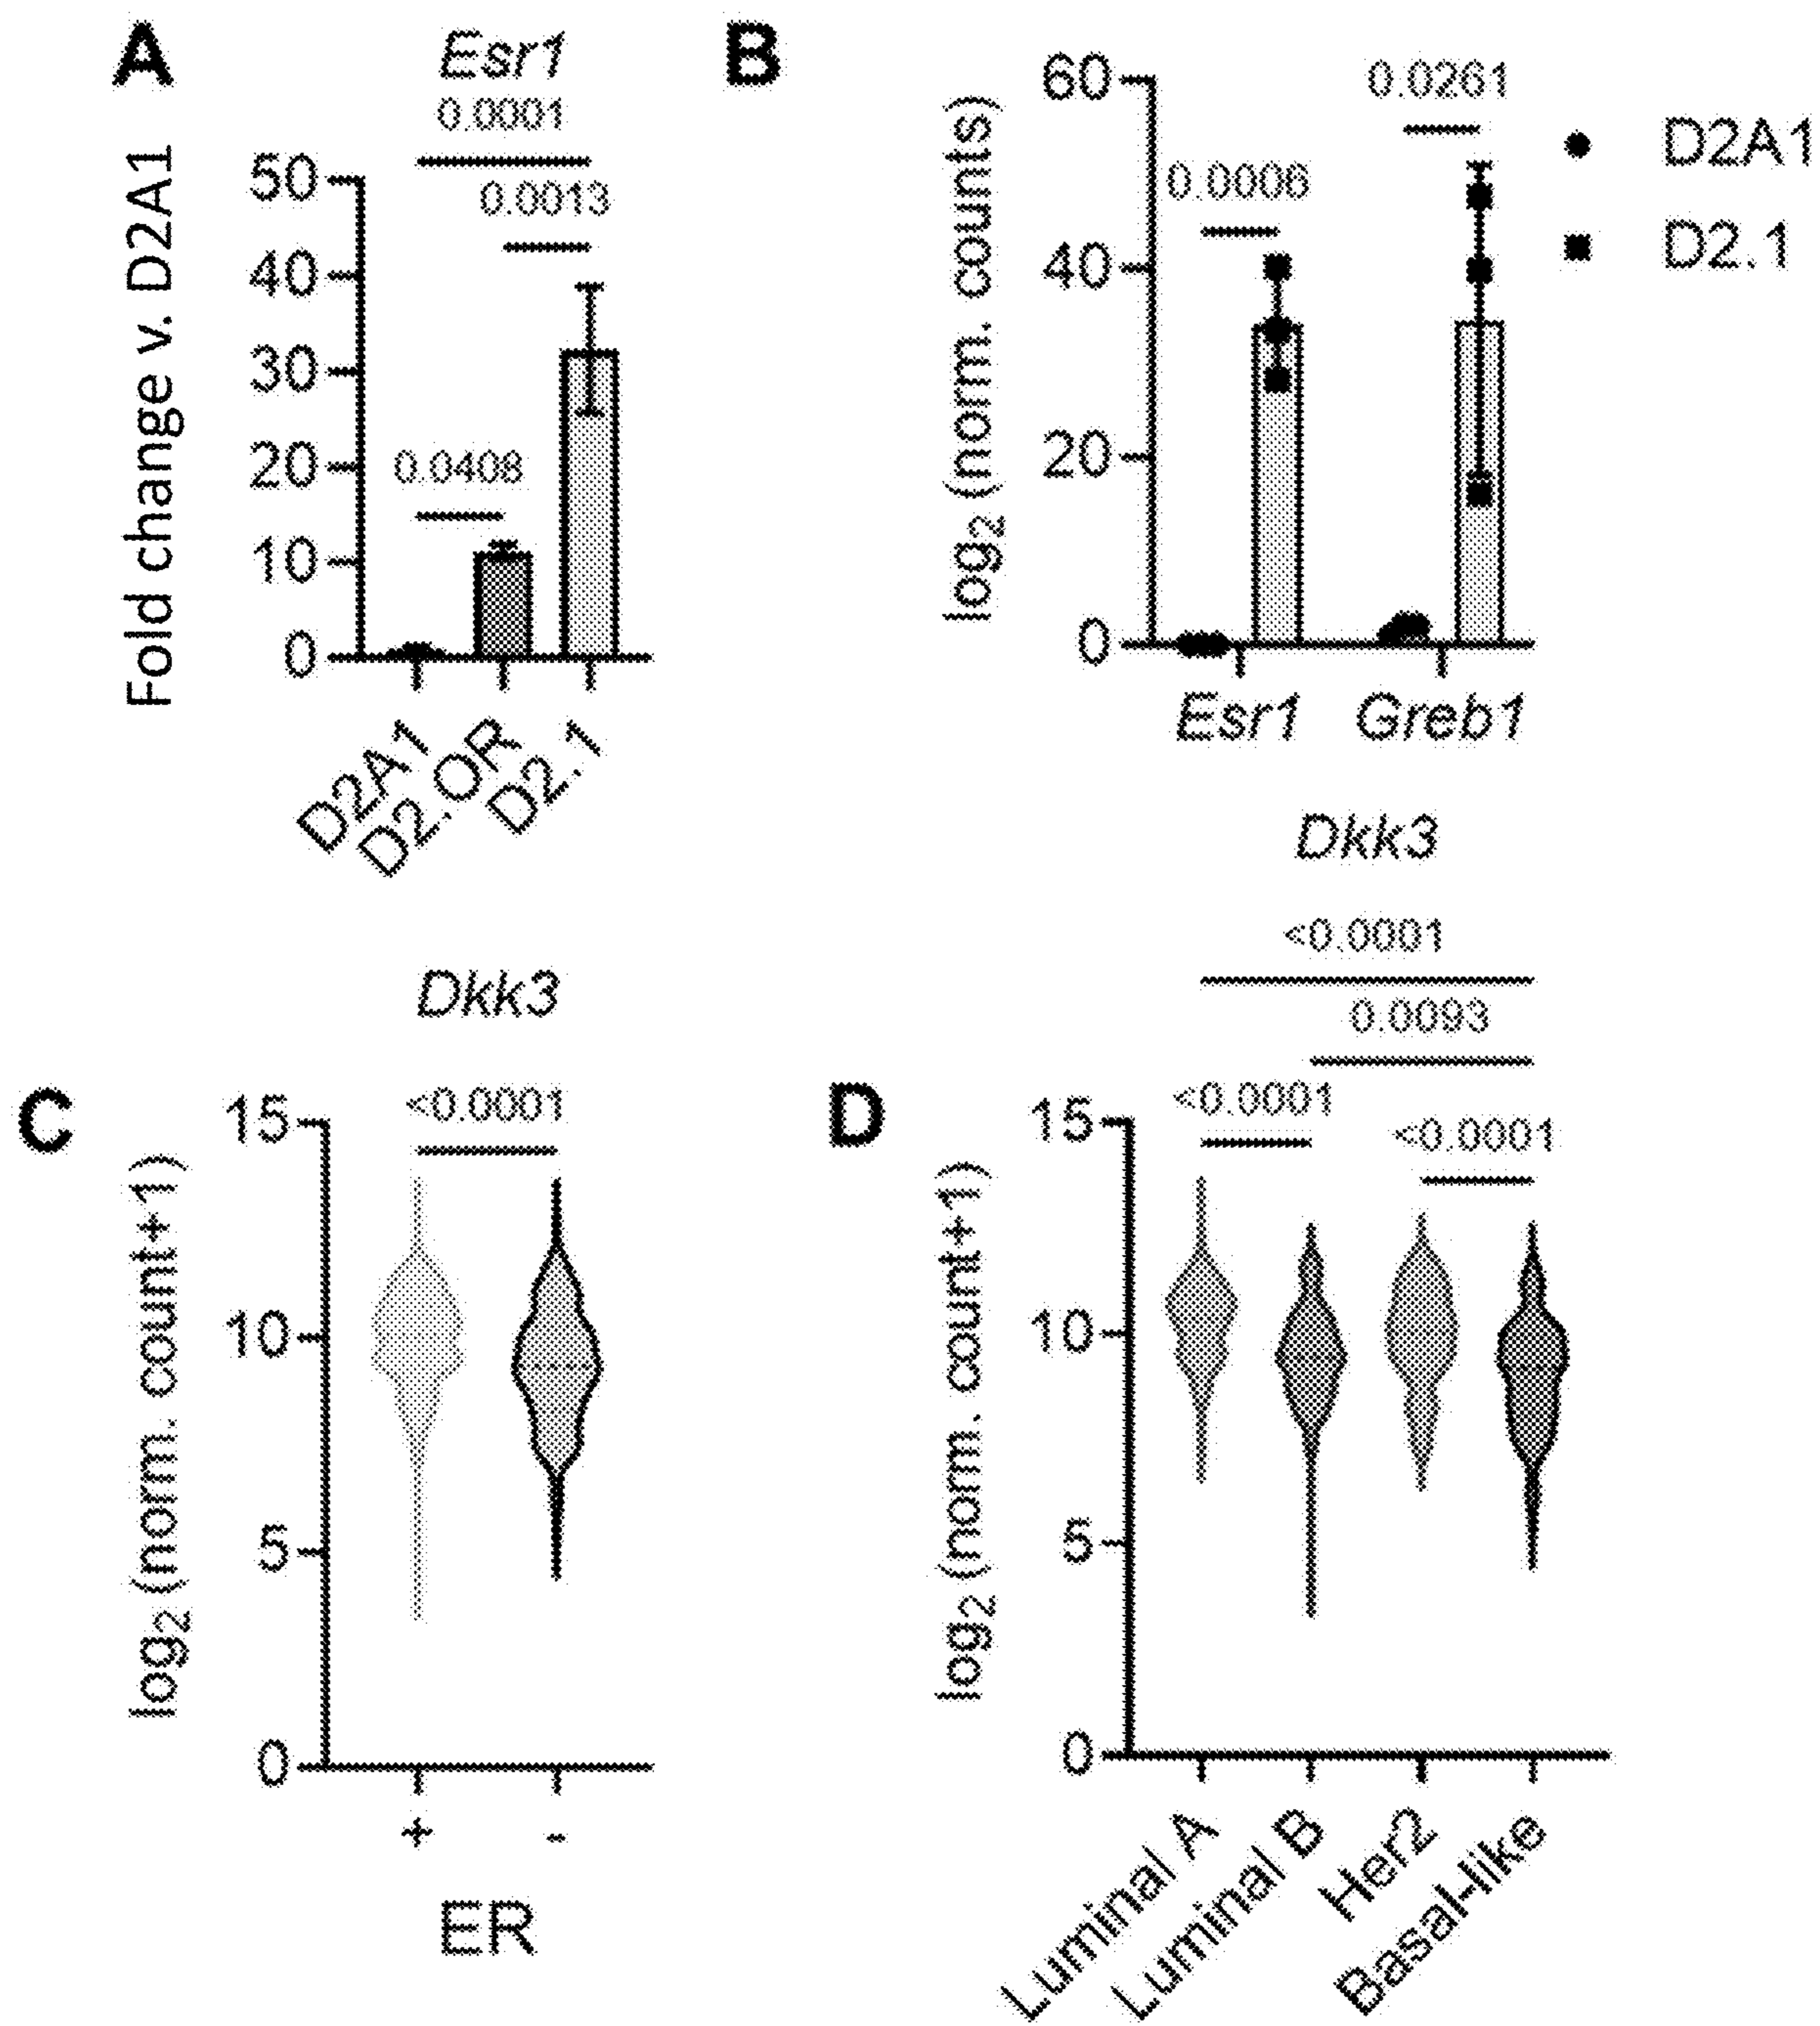 A
Esr1
0.0001
0.0013
0.0408
Fold change v. D2A1
50
40
30
20
10
0
D2A1
D2.OR
D2.1
B
log2 (norm. counts)
60
40
20
0
0.0006
0.0261
D2A1
D2.1
Esr1
Greb1
C
Dkk3
<0.0001
log2 (norm. count+1)
15
10
5
0
+
-
ER
D
Dkk3
<0.0001
0.0093
<0.0001
<0.0001
log2 (norm. count+1)
15
10
5
0
Luminal A
Luminal B
Her2
Basal-like